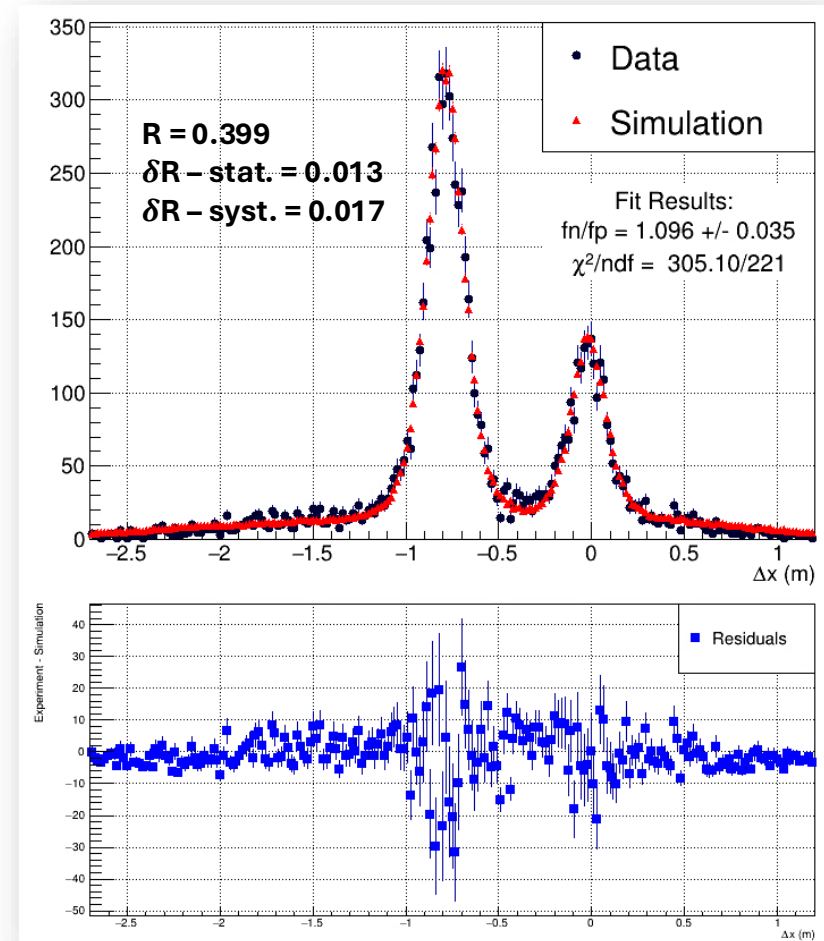 350
300
250
200
150
100
50
0
Data
Simulation
R = 0.399
δR – stat. = 0.013
δR – syst. = 0.017
Fit Results:
fn/fp = 1.096 +/- 0.035
χ²/ndf = 305.10/221
−2.5 −2 −1.5 −1 −0.5 0 0.5 1
Δx (m)
Experiment - Simulation
40
30
20
10
0
−10
−20
−30
−40
−50
Residuals
−2.5 −2 −1.5 −1 −0.5 0 0.5 1
Δx (m)